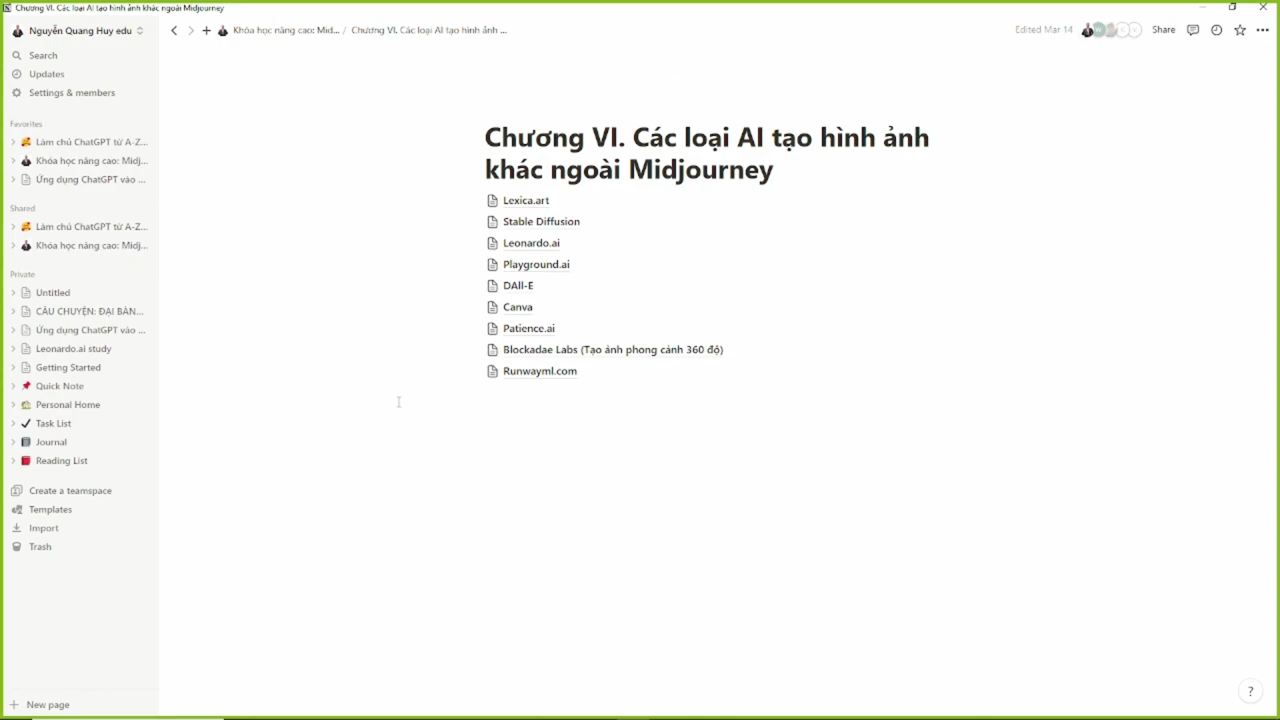 Chương VI. Các loại AI tạo hình ảnh khác ngoài Midjourney
Nguyễn Quang Huy edu
Khóa học nâng cao: Mid... / Chương VI. Các loại AI tạo hình ảnh ...
Edited Mar 14
Share
Search
Updates
Settings & members
Favorites
Làm chủ ChatGPT từ A-Z...
Khóa học nâng cao: Midj...
Ứng dụng ChatGPT vào ...
Shared
Làm chủ ChatGPT từ A-Z...
Khóa học nâng cao: Midj...
Private
Untitled
CÂU CHUYỆN: ĐẠI BÀN...
Ứng dụng ChatGPT vào ...
Leonardo.ai study
Getting Started
Quick Note
Personal Home
Task List
Journal
Reading List
Create a teamspace
Templates
Import
Trash
New page
Chương VI. Các loại AI tạo hình ảnh
khác ngoài Midjourney
Lexica.art
Stable Diffusion
Leonardo.ai
Playground.ai
DAll-E
Canva
Patience.ai
Blockadae Labs (Tạo ảnh phong cảnh 360 độ)
Runwayml.com
?